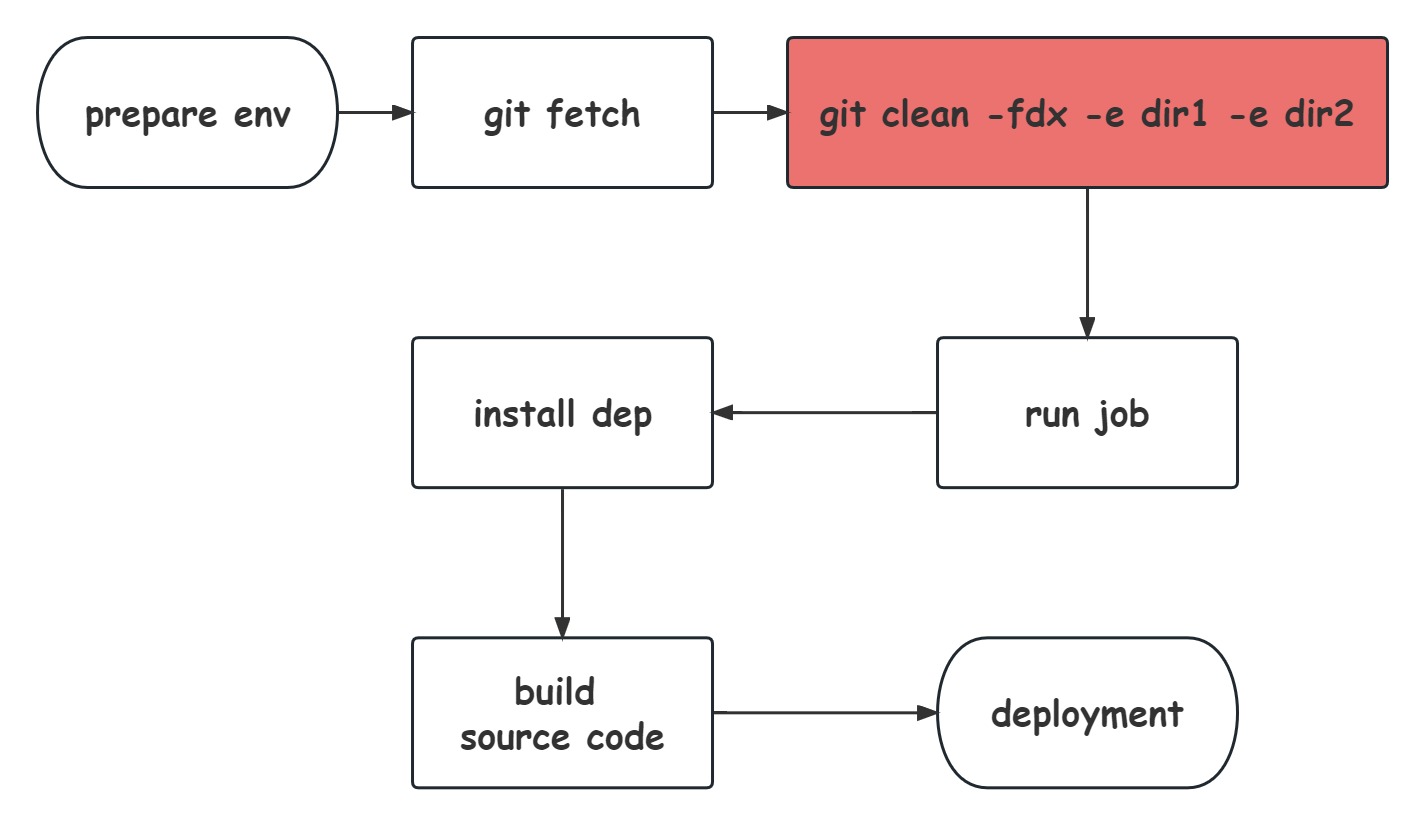 prepare env
git fetch
git clean -fdx -e dir1 -e dir2
run job
install dep
build
source code
deployment